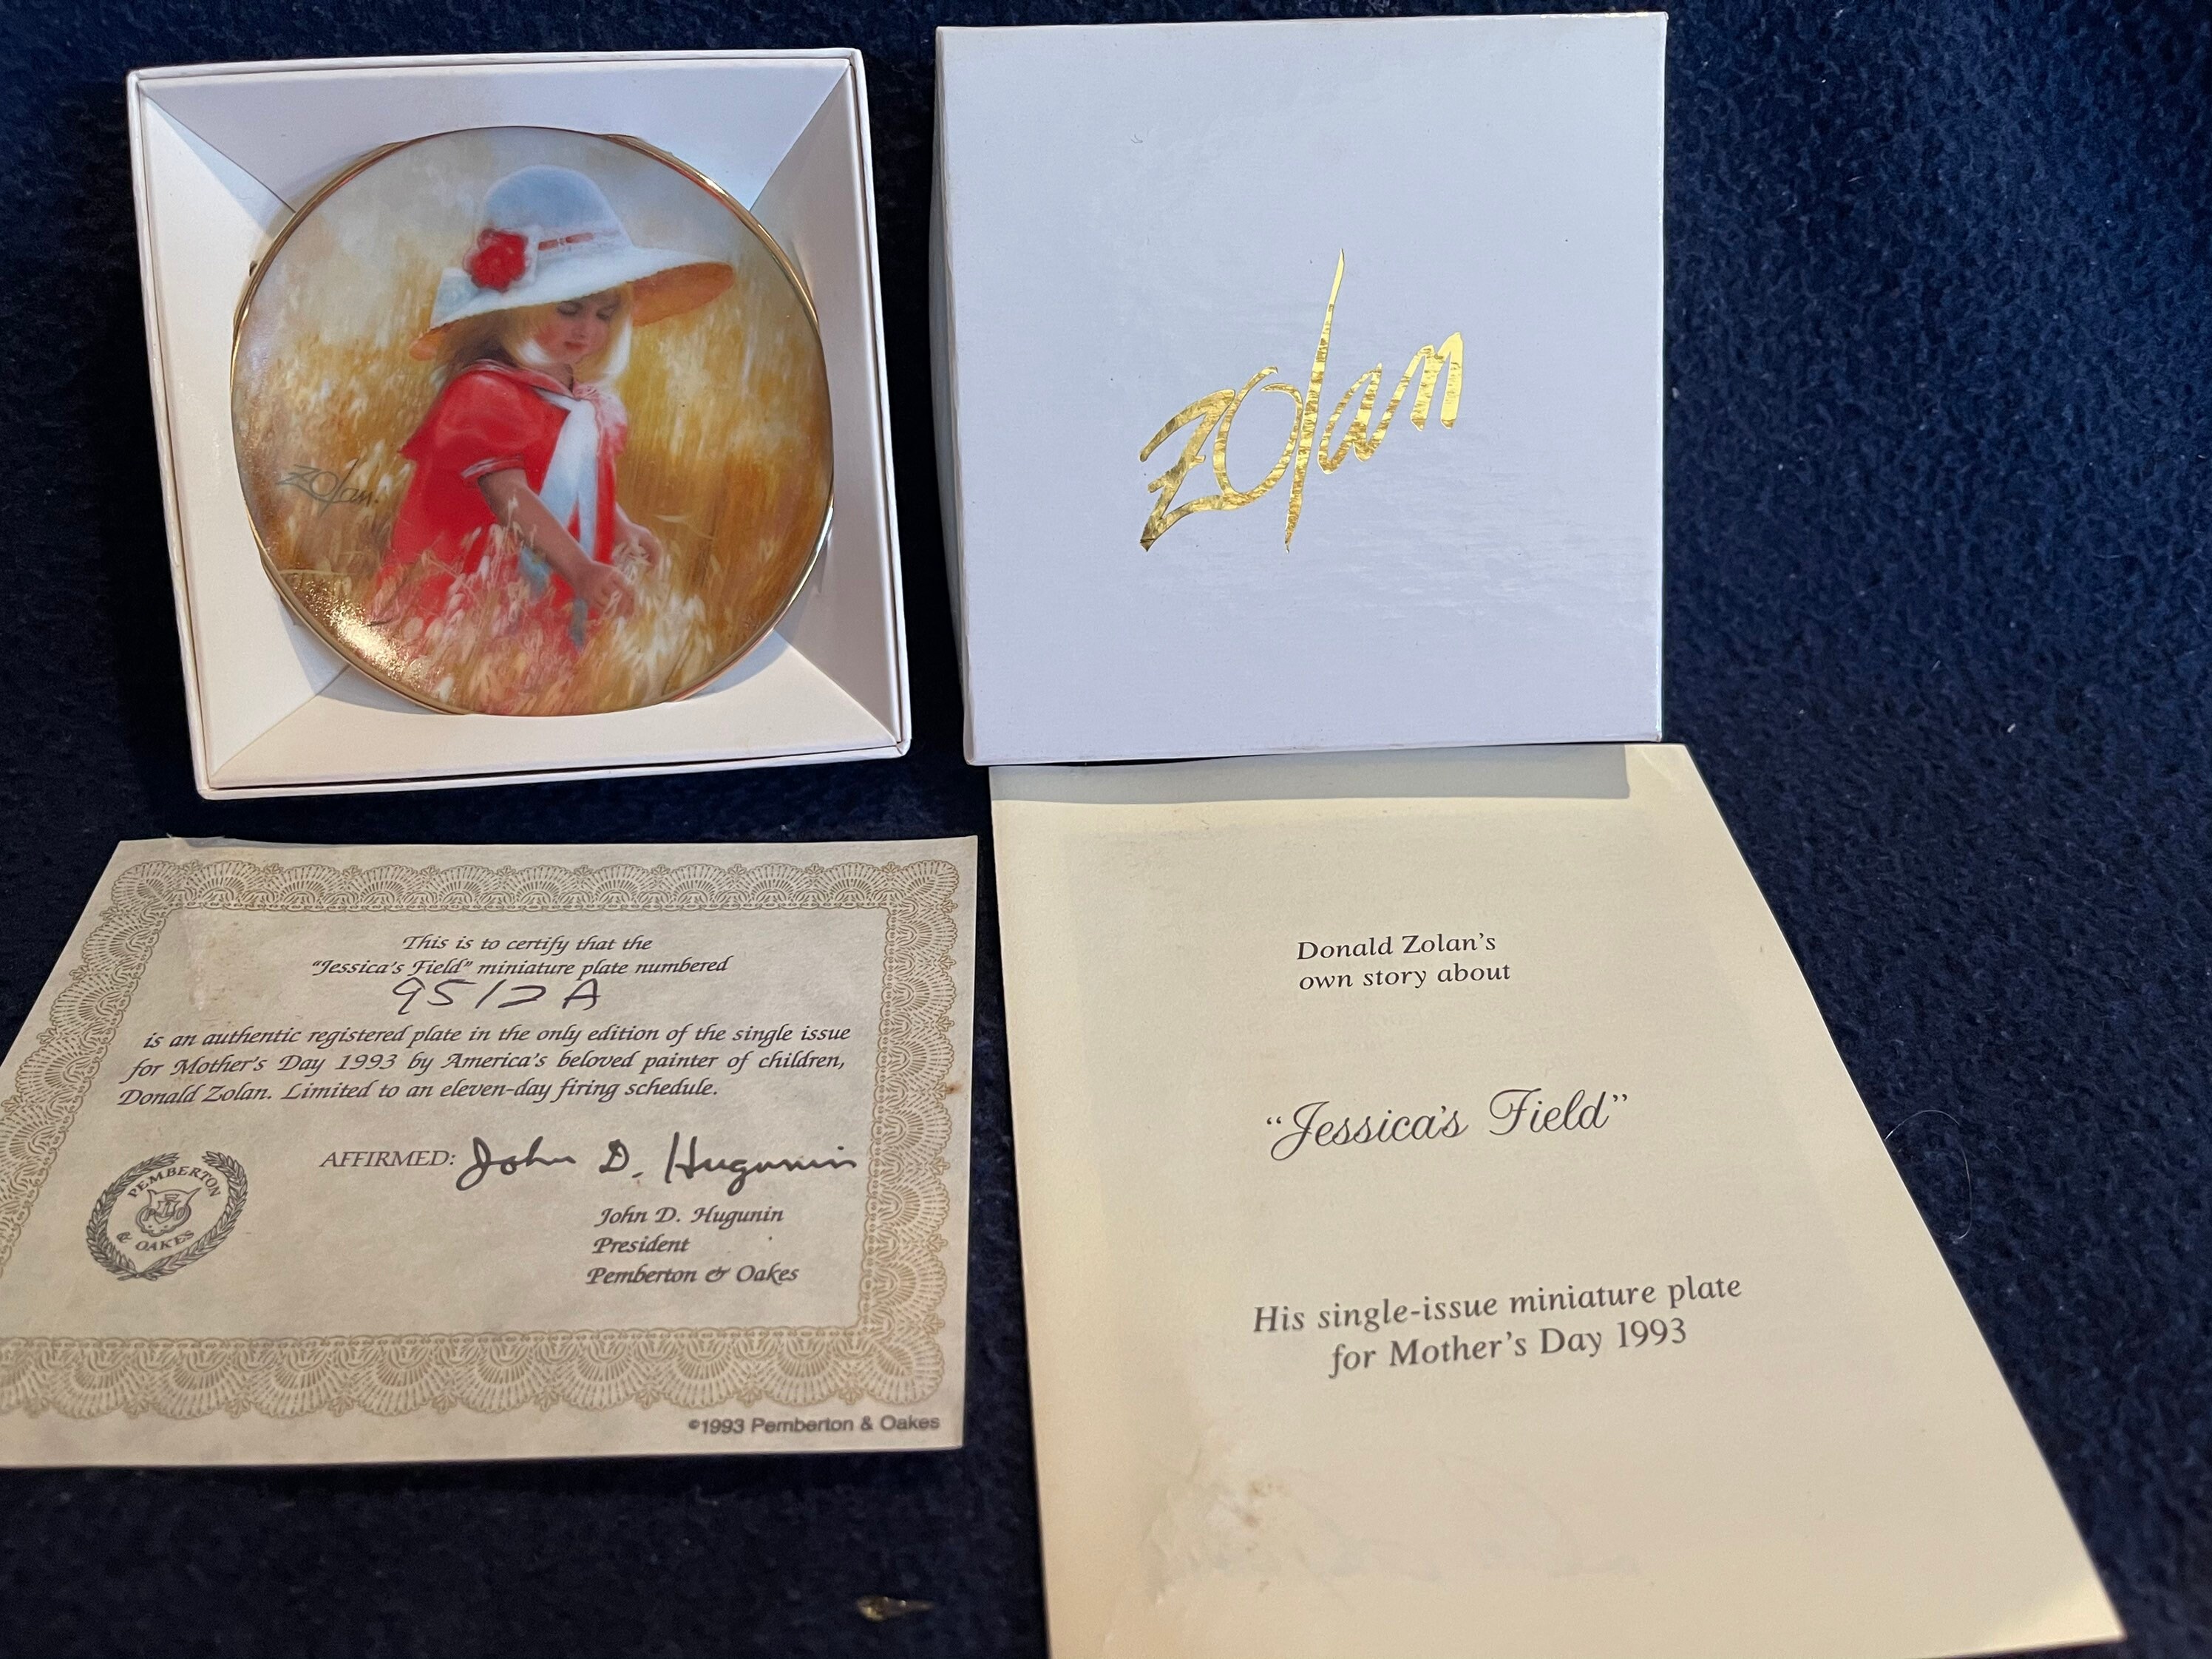 Zolan
Zolan
This is to certify that the
"Jessica's Field" miniature plate numbered
is an authentic registered plate in the only edition of the single issue
for Mother's Day 1993 by America's beloved painter of children,
Donald Zolan. Limited to an eleven-day firing schedule.
AFFIRMED: John D. Hugunin
PEMBERTON
& OAKES
John D. Hugunin
President
Pemberton & Oakes
©1993 Pemberton & Oakes
Donald Zolan's
own story about
"Jessica's Field"
His single-issue miniature plate
for Mother's Day 1993